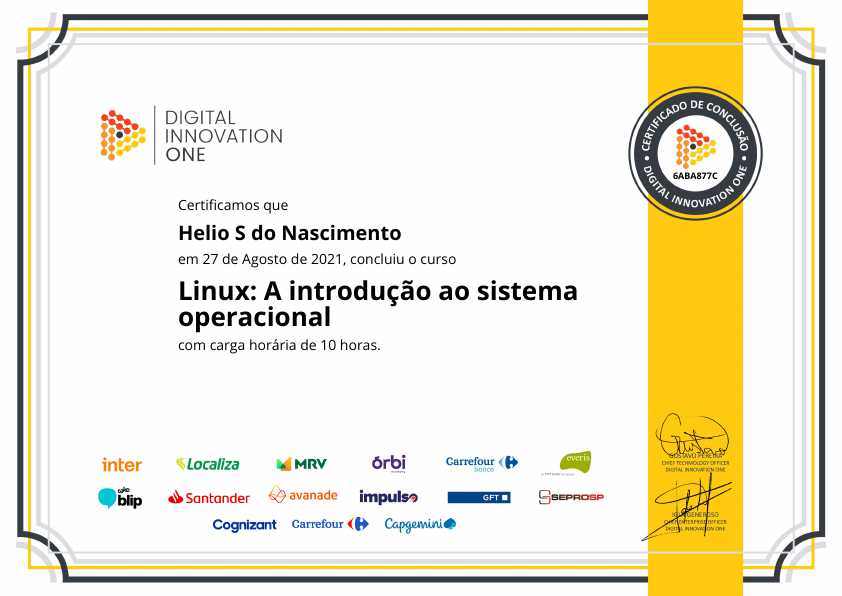 DIGITAL
INNOVATION
ONE
CERTIFICADO DE CONCLUSÃO
6ABA877C
DIGITAL INNOVATION ONE
Certificamos que
Helio S do Nascimento
em 27 de Agosto de 2021, concluiu o curso
Linux: A introdução ao sistema
operacional
com carga horária de 10 horas.
GUSTAVO PEREIRA
CHIEF TECHNOLOGY OFFICER
DIGITAL INNOVATION ONE
inter
Localiza
MRV
órbi
Carrefour
banco
everis
take
blip
Santander
avanade
impulso
GFT
SEPROSP
GENEROSO
CHIEF ENTERPRISE OFFICER
DIGITAL INNOVATION ONE
Cognizant
Carrefour
Capgemini